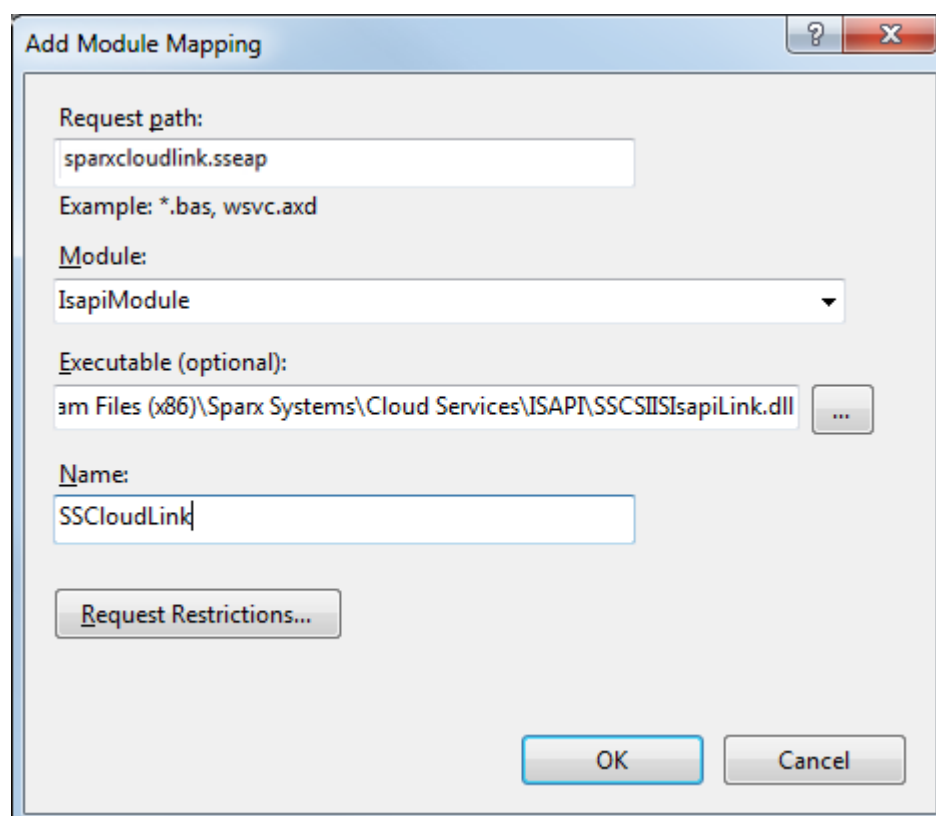 Add Module Mapping
Request path:
sparxcloudlink.sseap
Example: *.bas, wsvc.axd
Module:
IsapiModule
Executable (optional):
am Files (x86)\Sparx Systems\Cloud Services\ISAPI\SSCSIISIsapiLink.dll
...
Name:
SSCloudLink
Request Restrictions...
OK
Cancel